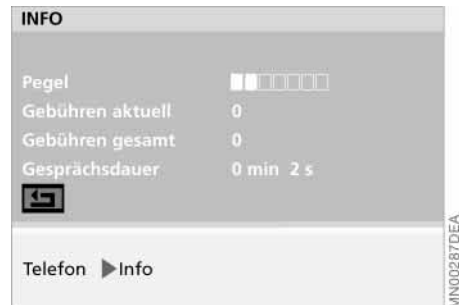 INFO
Pegel
Gebühren aktuell 0
Gebühren gesamt 0
Gesprächsdauer 0 min 2 s
Telefon Info
MN00287DEA